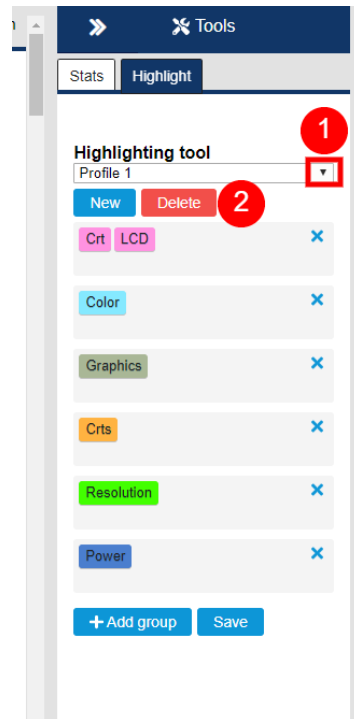 Tools
Stats Highlight
1
Highlighting tool
Profile 1
New Delete 2
Crt LCD
Color
Graphics
Crts
Resolution
Power
+ Add group Save